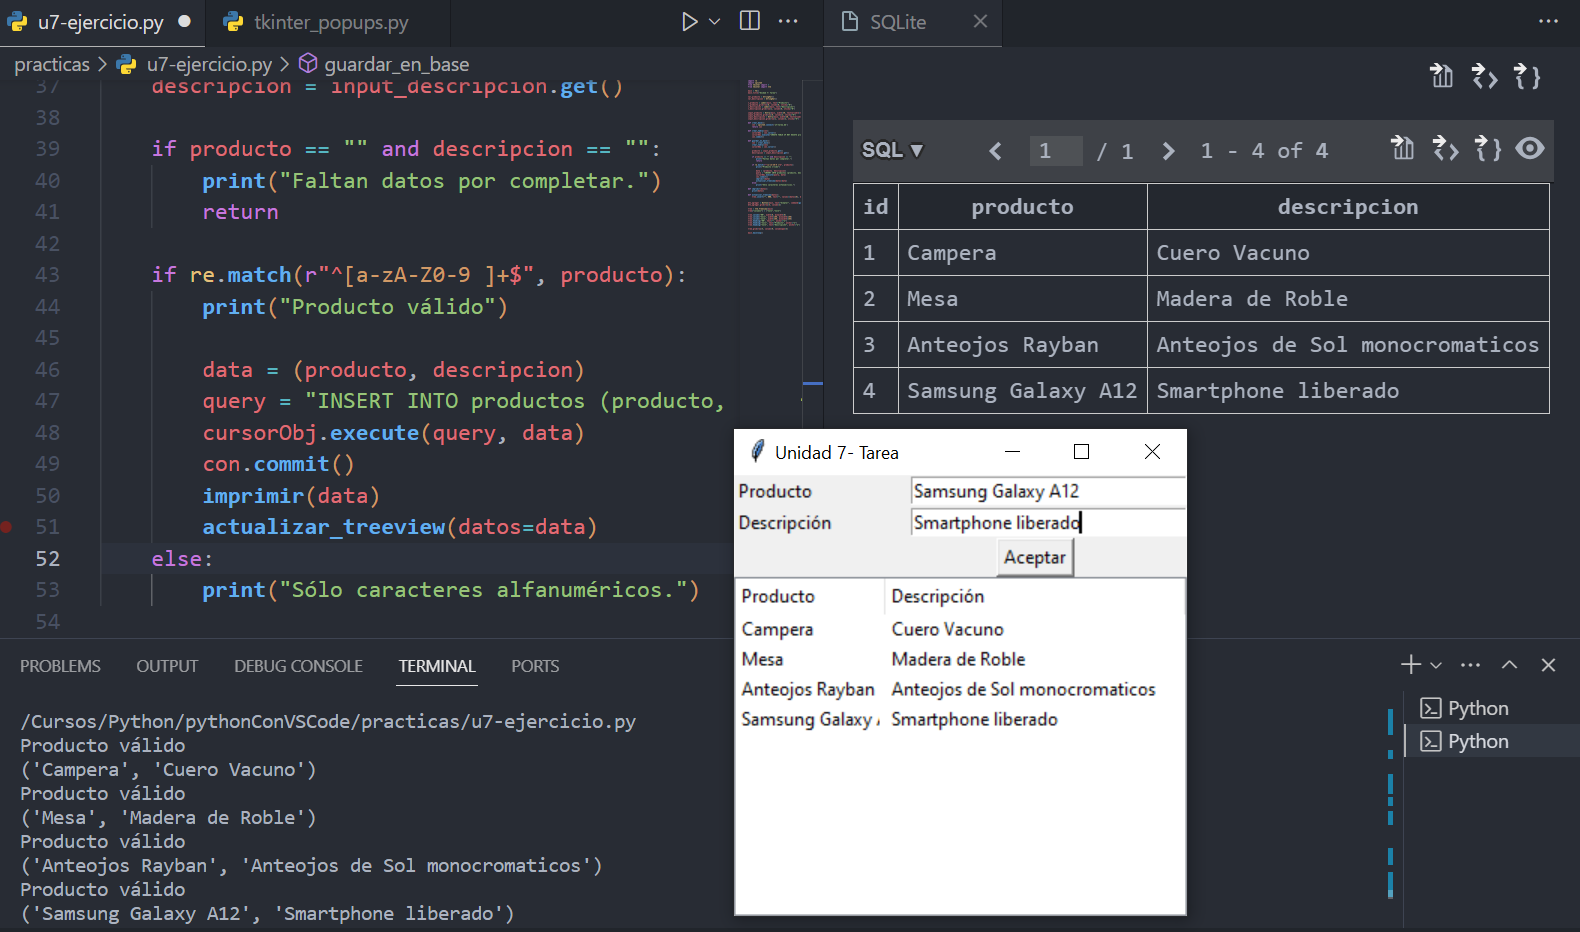 u7-ejercicio.py
tkinter_popups.py
SQLite
practicas > u7-ejercicio.py > guardar_en_base
37 descripcion = input_descripcion.get()
38
39 if producto == "" and descripcion == "":
40 print("Faltan datos por completar.")
41 return
42
43 if re.match(r"^[a-zA-Z0-9 ]+$", producto):
44 print("Producto válido")
45
46 data = (producto, descripcion)
47 query = "INSERT INTO productos (producto,
48 cursorObj.execute(query, data)
49 con.commit()
50 imprimir(data)
51 actualizar_treeview(datos=data)
52 else:
53 print("Sólo caracteres alfanuméricos.")
54
SQL ▼ < 1 / 1 > 1 - 4 of 4
id producto descripcion
1 Campera Cuero Vacuno
2 Mesa Madera de Roble
3 Anteojos Rayban Anteojos de Sol monocromaticos
4 Samsung Galaxy A12 Smartphone liberado
Unidad 7- Tarea
Producto Samsung Galaxy A12
Descripción Smartphone liberado
Aceptar
Producto Descripción
Campera Cuero Vacuno
Mesa Madera de Roble
Anteojos Rayban Anteojos de Sol monocromaticos
Samsung Galaxy Smartphone liberado
PROBLEMS OUTPUT DEBUG CONSOLE TERMINAL PORTS
/Cursos/Python/pythonConVSCode/practicas/u7-ejercicio.py
Producto válido
('Campera', 'Cuero Vacuno')
Producto válido
('Mesa', 'Madera de Roble')
Producto válido
('Anteojos Rayban', 'Anteojos de Sol monocromaticos')
Producto válido
('Samsung Galaxy A12', 'Smartphone liberado')
Python
Python